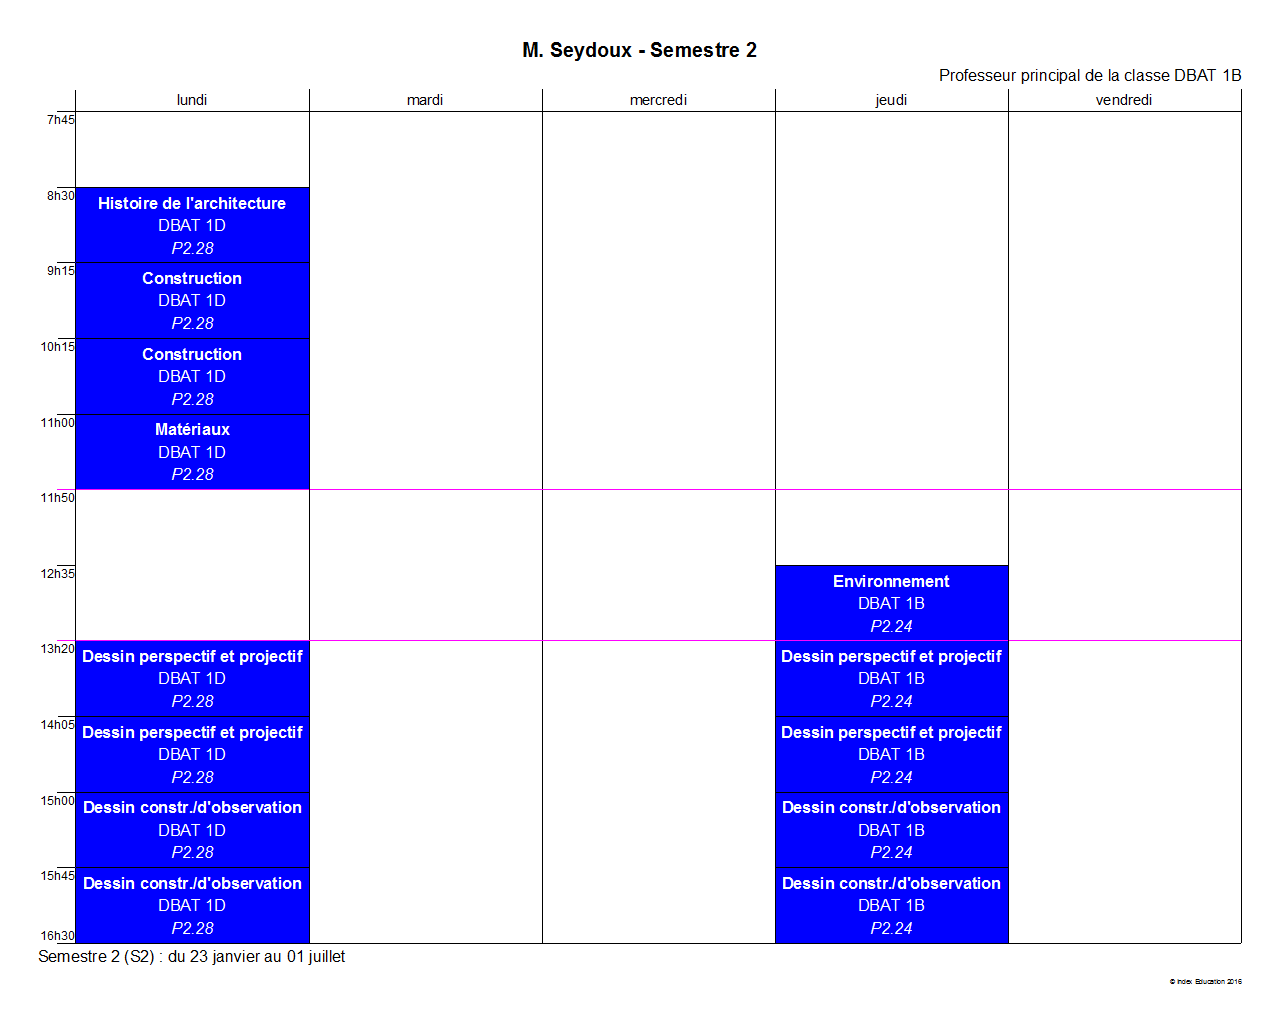 M. Seydoux - Semestre 2
Professeur principal de la classe DBAT 1B
lundi mardi mercredi jeudi vendredi
7h45
8h30
Histoire de l'architecture
DBAT 1D
P2.28
9h15
Construction
DBAT 1D
P2.28
10h15
Construction
DBAT 1D
P2.28
11h00
Matériaux
DBAT 1D
P2.28
11h50
12h35
Environnement
DBAT 1B
P2.24
13h20
Dessin perspectif et projectif Dessin perspectif et projectif
DBAT 1D DBAT 1B
P2.28 P2.24
14h05
Dessin perspectif et projectif Dessin perspectif et projectif
DBAT 1D DBAT 1B
P2.28 P2.24
15h00
Dessin constr./d'observation Dessin constr./d'observation
DBAT 1D DBAT 1B
P2.28 P2.24
15h45
Dessin constr./d'observation Dessin constr./d'observation
DBAT 1D DBAT 1B
P2.28 P2.24
16h30
Semestre 2 (S2) : du 23 janvier au 01 juillet
© Index Education 2016